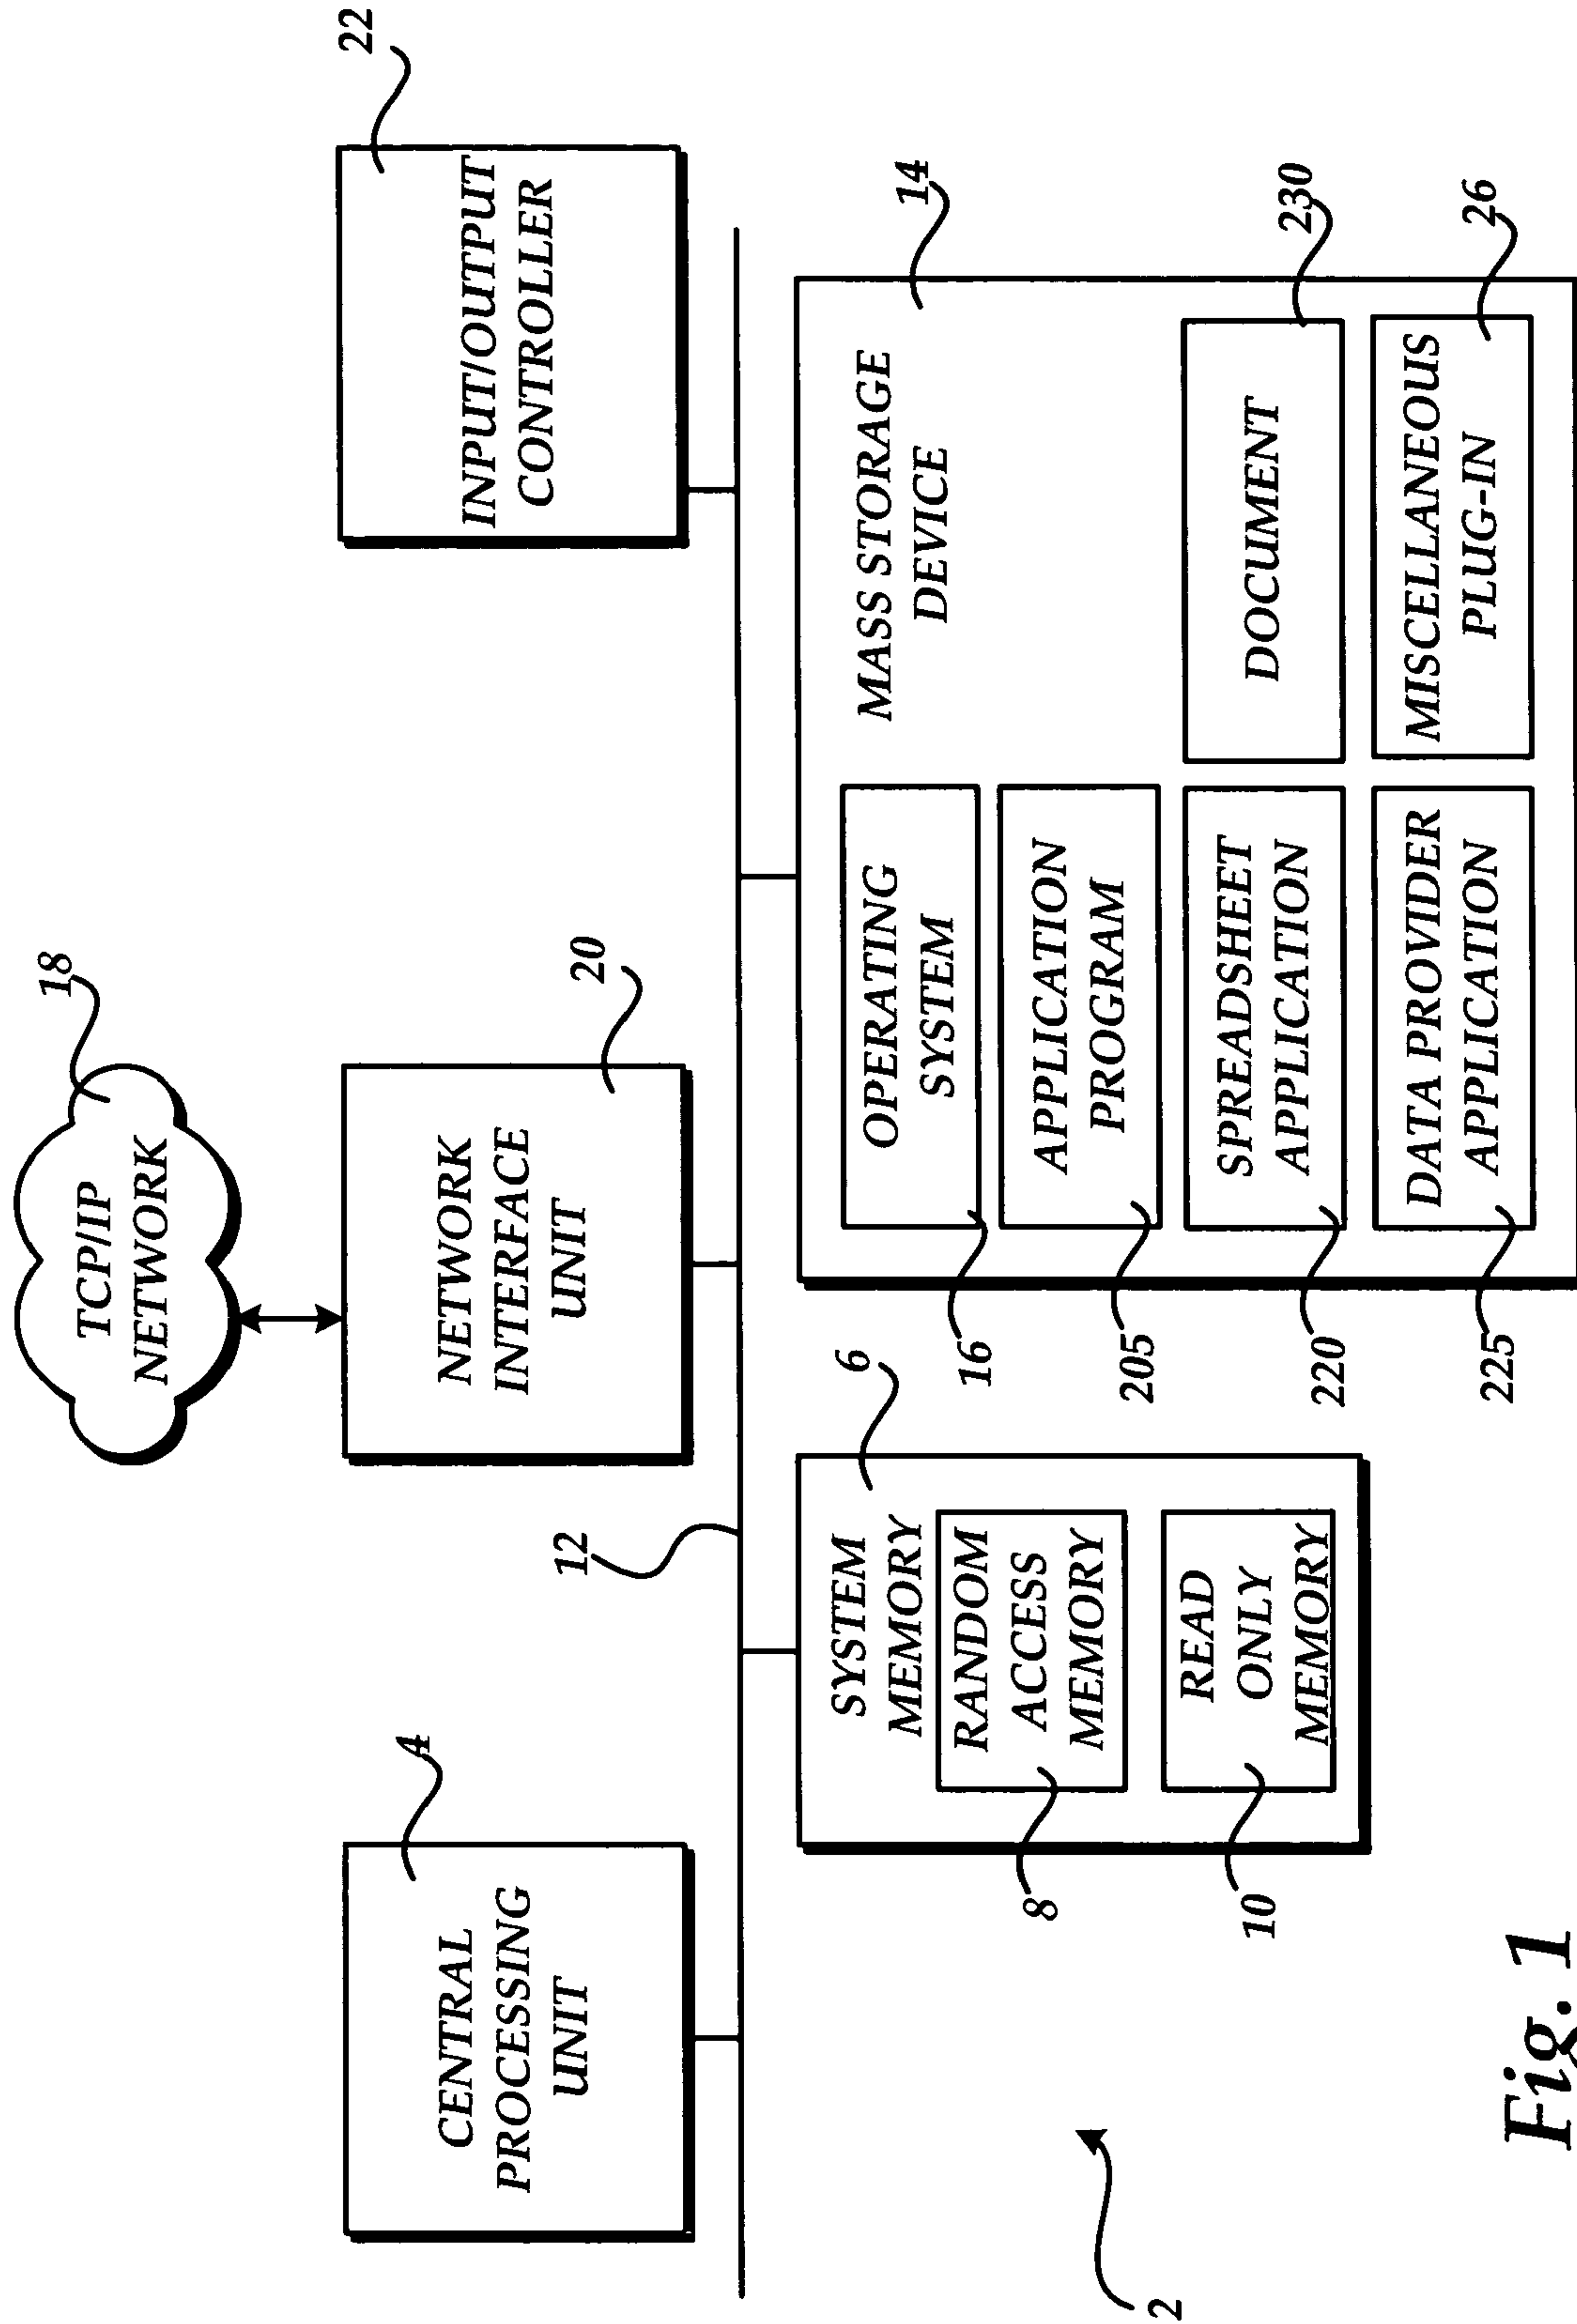 18
TCP/IP
NETWORK
4
CENTRAL
PROCESSING
UNIT
20
NETWORK
INTERFACE
UNIT
22
INPUT/OUTPUT
CONTROLLER
12
6
SYSTEM
MEMORY
RANDOM
ACCESS
MEMORY
8
READ
ONLY
MEMORY
10
14
MASS STORAGE
DEVICE
OPERATING
SYSTEM
16
APPLICATION
PROGRAM
205
SPREADSHEET
APPLICATION
220
DOCUMENT
230
DATA PROVIDER
APPLICATION
225
MISCELLANEOUS
PLUG-IN
26
2
Fig. 1